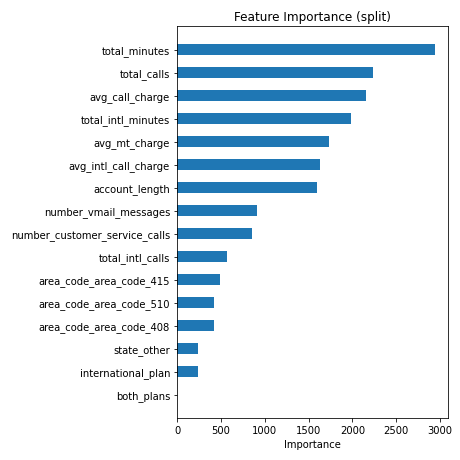 Feature Importance (split)
total_minutes
total_calls
avg_call_charge
total_intl_minutes
avg_mt_charge
avg_intl_call_charge
account_length
number_vmail_messages
number_customer_service_calls
total_intl_calls
area_code_area_code_415
area_code_area_code_510
area_code_area_code_408
state_other
international_plan
both_plans
0 500 1000 1500 2000 2500 3000
Importance